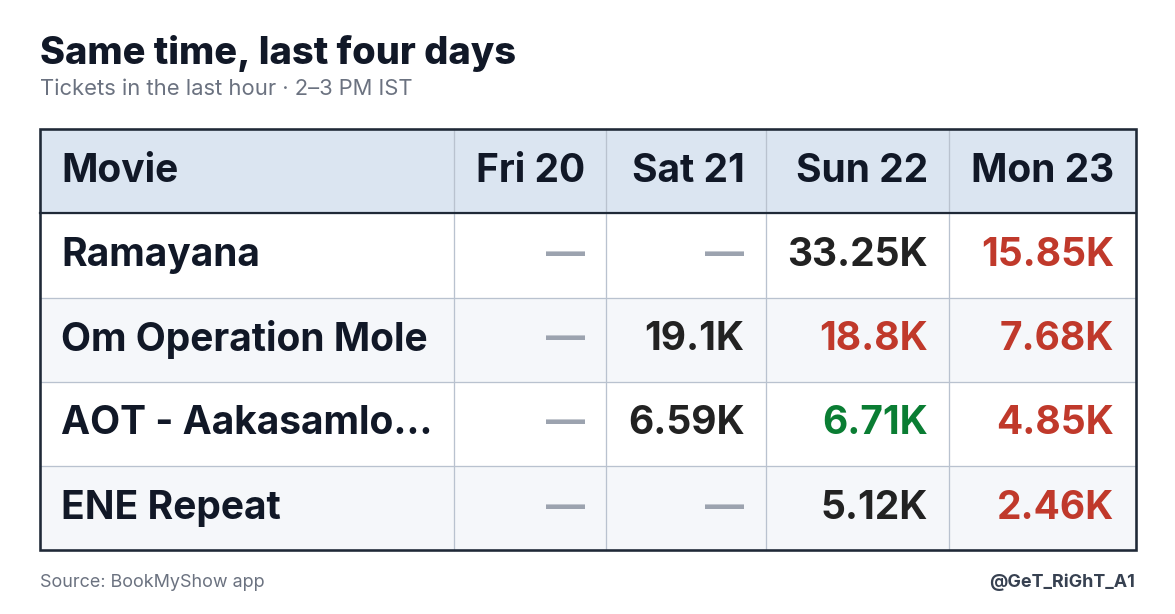 Same time, last four days
Tickets in the last hour · 2–3 PM IST
Movie Fri 20 Sat 21 Sun 22 Mon 23
Ramayana — — 33.25K 15.85K
Om Operation Mole — 19.1K 18.8K 7.68K
AOT - Aakasamlo... — 6.59K 6.71K 4.85K
ENE Repeat — — 5.12K 2.46K
Source: BookMyShow app @GeT_RiGhT_A1